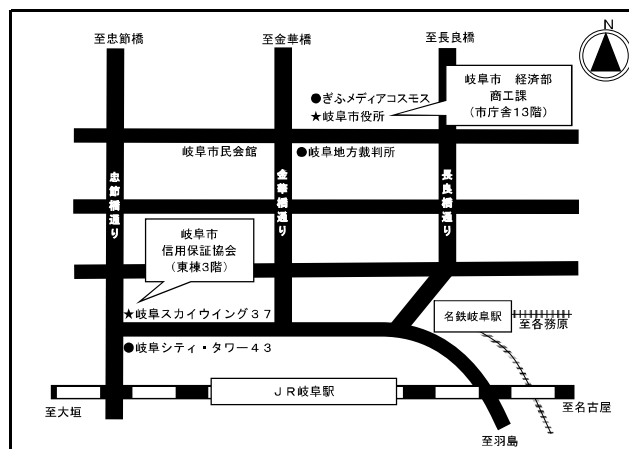 至忠節橋
至金華橋
至長良橋
N
岐阜市　経済部
商工課
(市庁舎13階)
●ぎふメディアコスモス
★岐阜市役所
岐阜市民会館
●岐阜地方裁判所
忠節橋通り
金華橋通り
長良橋通り
岐阜市
信用保証協会
(東棟3階)
★岐阜スカイウイング３７
名鉄岐阜駅
至各務原
●岐阜シティ・タワー４３
ＪＲ岐阜駅
至大垣
至名古屋
至羽島